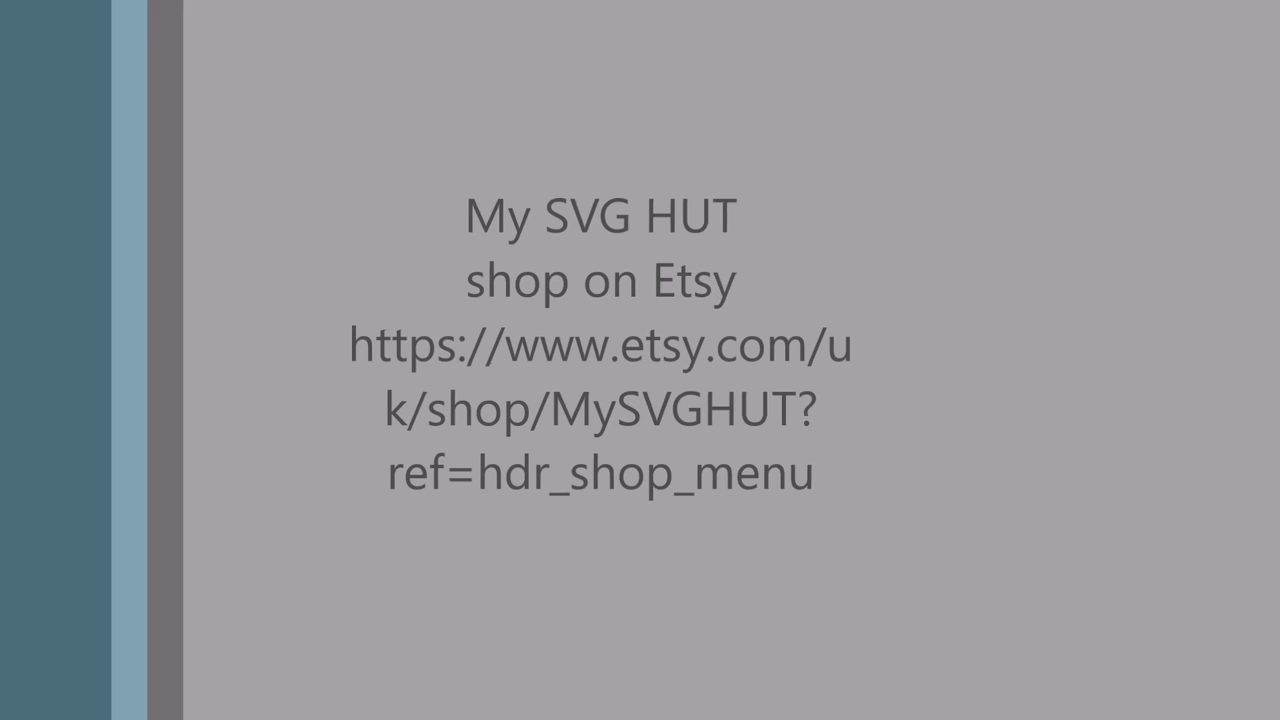 My SVG HUT
shop on Etsy
https://www.etsy.com/u
k/shop/MySVGHUT?
ref=hdr_shop_menu